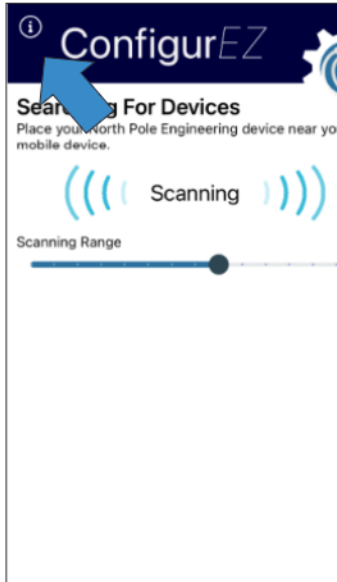 ConfigurEZ
For Devices
Place your North Pole Engineering device near
mobile device.
Scanning
Scanning Range